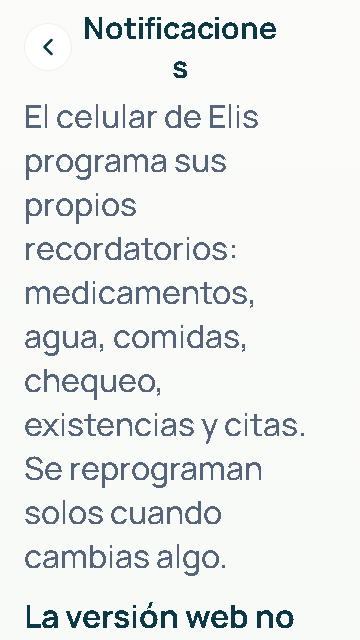 Notificacione
s
El celular de Elis
programa sus
propios
recordatorios:
medicamentos,
agua, comidas,
chequeo,
existencias y citas.
Se reprograman
solos cuando
cambias algo.
La versión web no